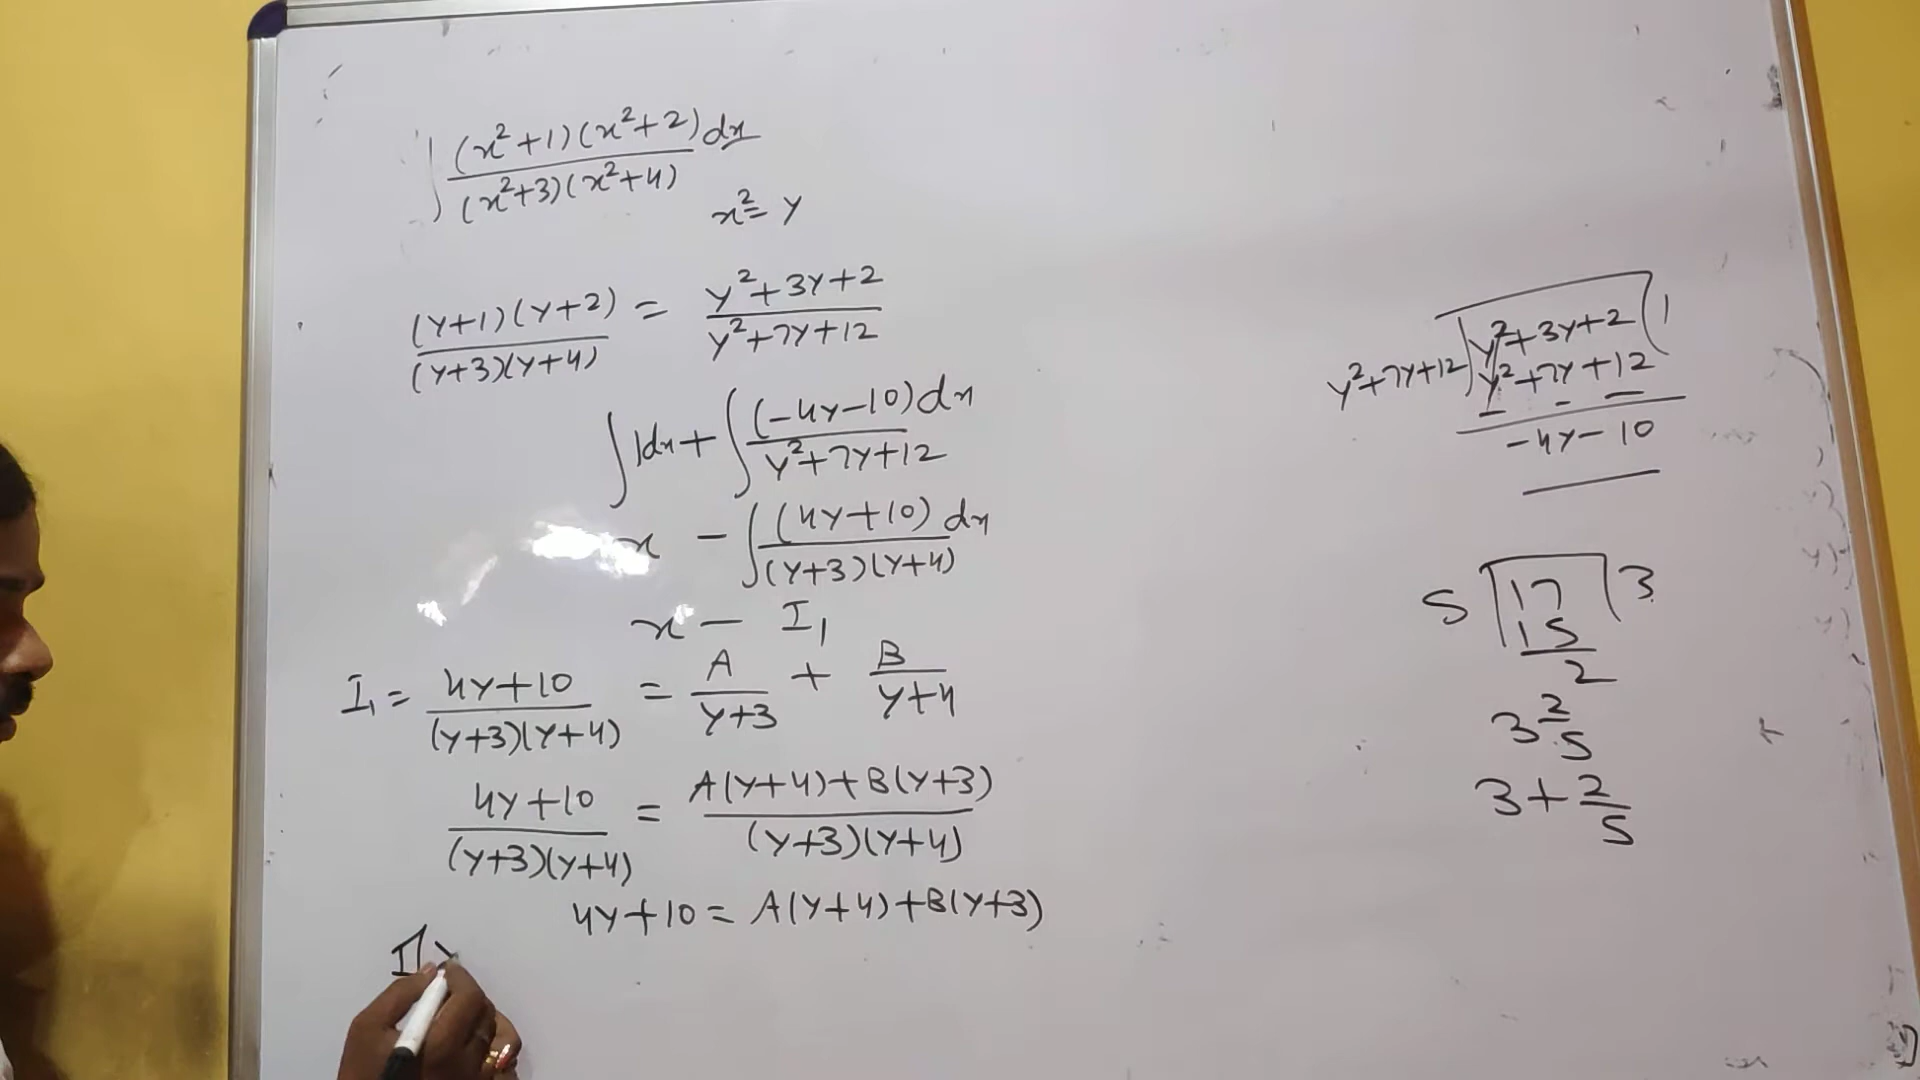 ∫ (x²+1)(x²+2)dx / (x²+3)(x²+4)
x² = y
(y+1)(y+2) / (y+3)(y+4) = y²+3y+2 / y²+7y+12
∫1dx + ∫ (-4y-10)dx / y²+7y+12
x - ∫ (4y+10)dx / (y+3)(y+4)
x - I₁
I₁ = 4y+10 / (y+3)(y+4) = A / y+3 + B / y+4
4y+10 / (y+3)(y+4) = A(y+4)+B(y+3) / (y+3)(y+4)
4y+10 = A(y+4)+B(y+3)
If y
y²+7y+12) y²+3y+2 (1
y²+7y+12
- - -
-4y-10
5) 17 (3
15
2
3 2/5
3+2/5